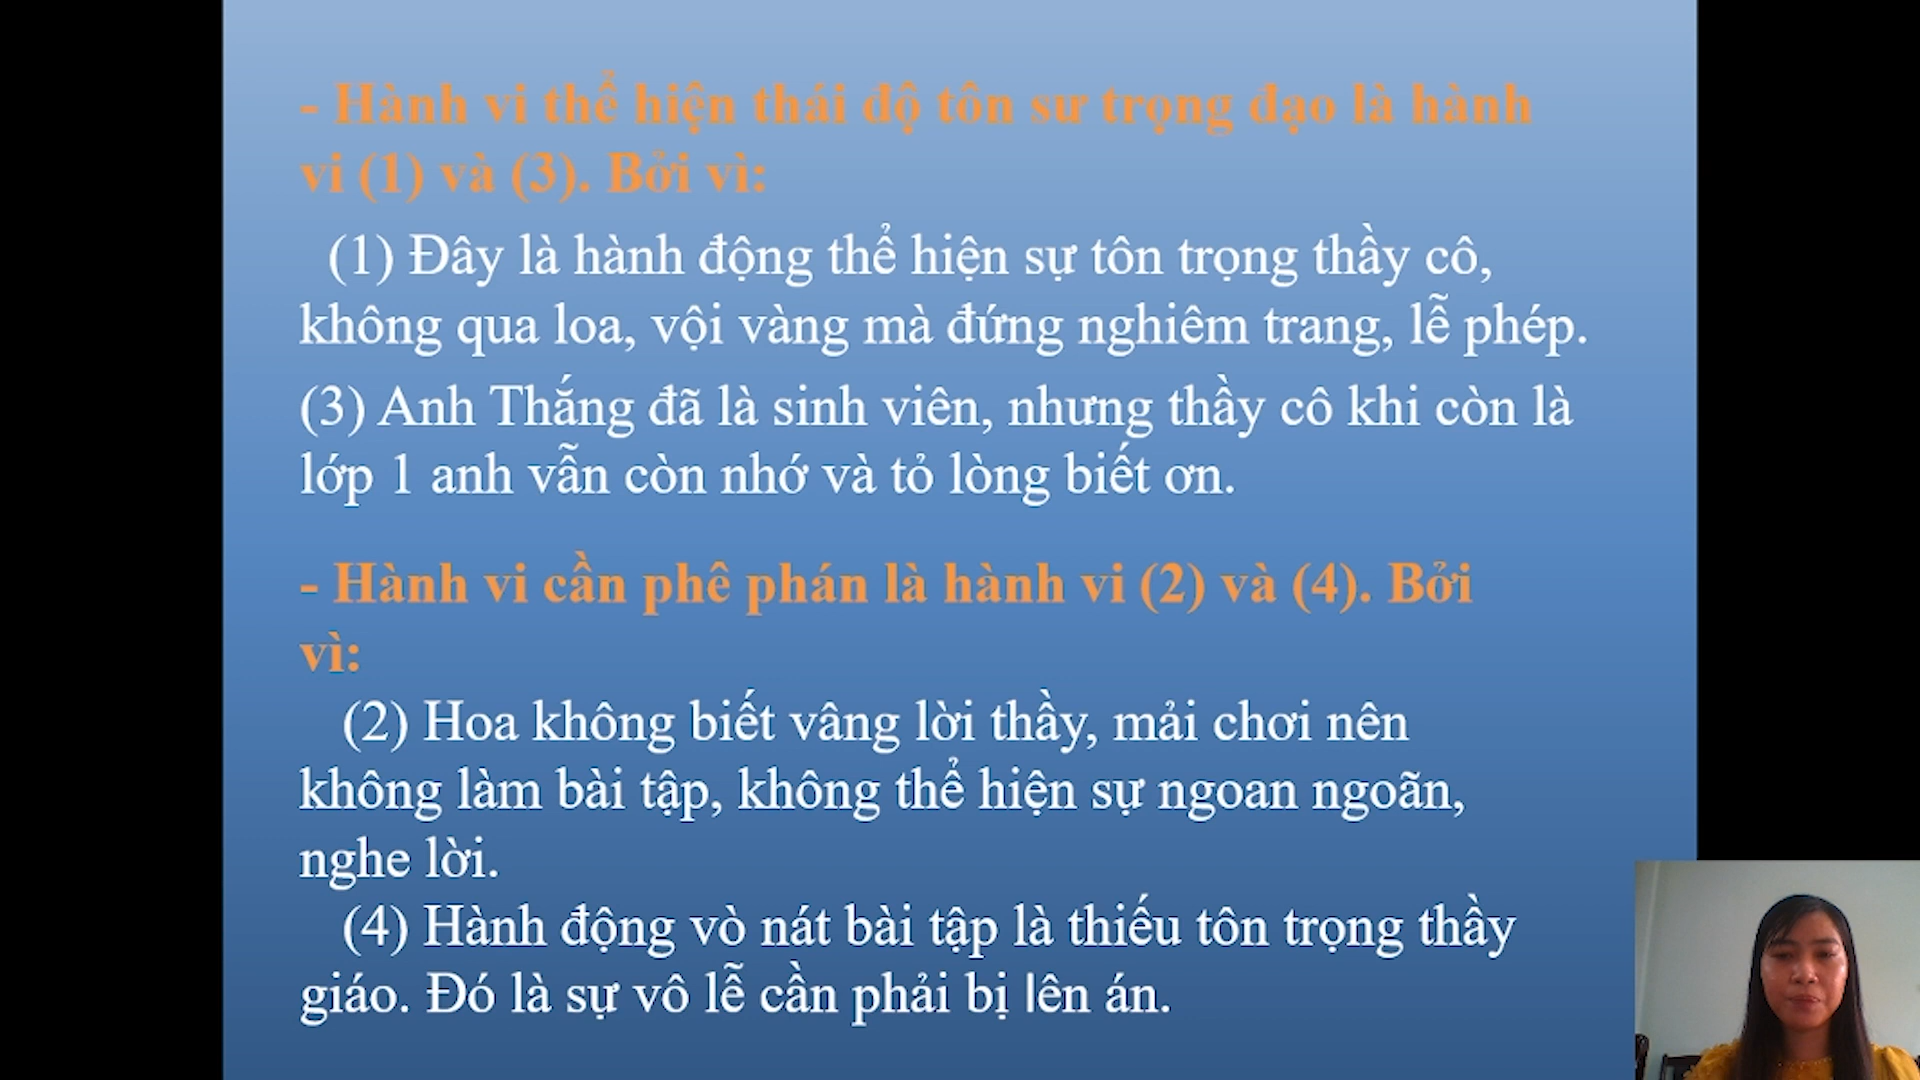 - Hành vi thể hiện thái độ tôn sư trọng đạo là hành
vi (1) và (3). Bởi vì:
(1) Đây là hành động thể hiện sự tôn trọng thầy cô,
không qua loa, vội vàng mà đứng nghiêm trang, lễ phép.
(3) Anh Thắng đã là sinh viên, nhưng thầy cô khi còn là
lớp 1 anh vẫn còn nhớ và tỏ lòng biết ơn.
- Hành vi cần phê phán là hành vi (2) và (4). Bởi
vì:
(2) Hoa không biết vâng lời thầy, mải chơi nên
không làm bài tập, không thể hiện sự ngoan ngoãn,
nghe lời.
(4) Hành động vò nát bài tập là thiếu tôn trọng thầy
giáo. Đó là sự vô lễ cần phải bị lên án.